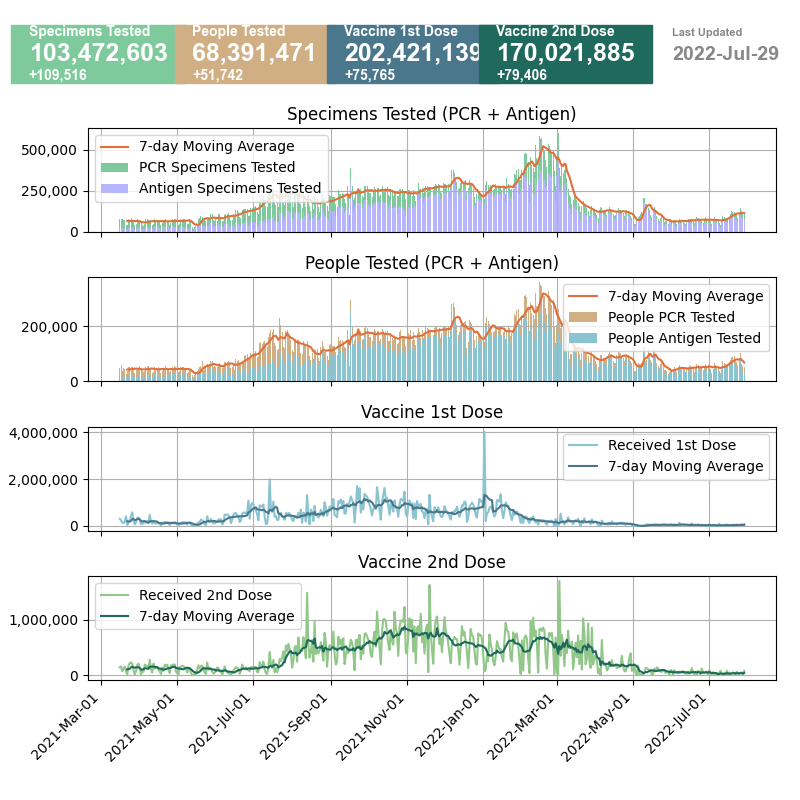 Specimens Tested
103,472,603
+109,516
People Tested
68,391,471
+51,742
Vaccine 1st Dose
202,421,139
+75,765
Vaccine 2nd Dose
170,021,885
+79,406
Last Updated
2022-Jul-29
Specimens Tested (PCR + Antigen)
7-day Moving Average
PCR Specimens Tested
Antigen Specimens Tested
500,000
250,000
0
People Tested (PCR + Antigen)
7-day Moving Average
People PCR Tested
People Antigen Tested
200,000
0
Vaccine 1st Dose
Received 1st Dose
7-day Moving Average
4,000,000
2,000,000
0
Vaccine 2nd Dose
Received 2nd Dose
7-day Moving Average
1,000,000
0
2021-Mar-01
2021-May-01
2021-Jul-01
2021-Sep-01
2021-Nov-01
2022-Jan-01
2022-Mar-01
2022-May-01
2022-Jul-01